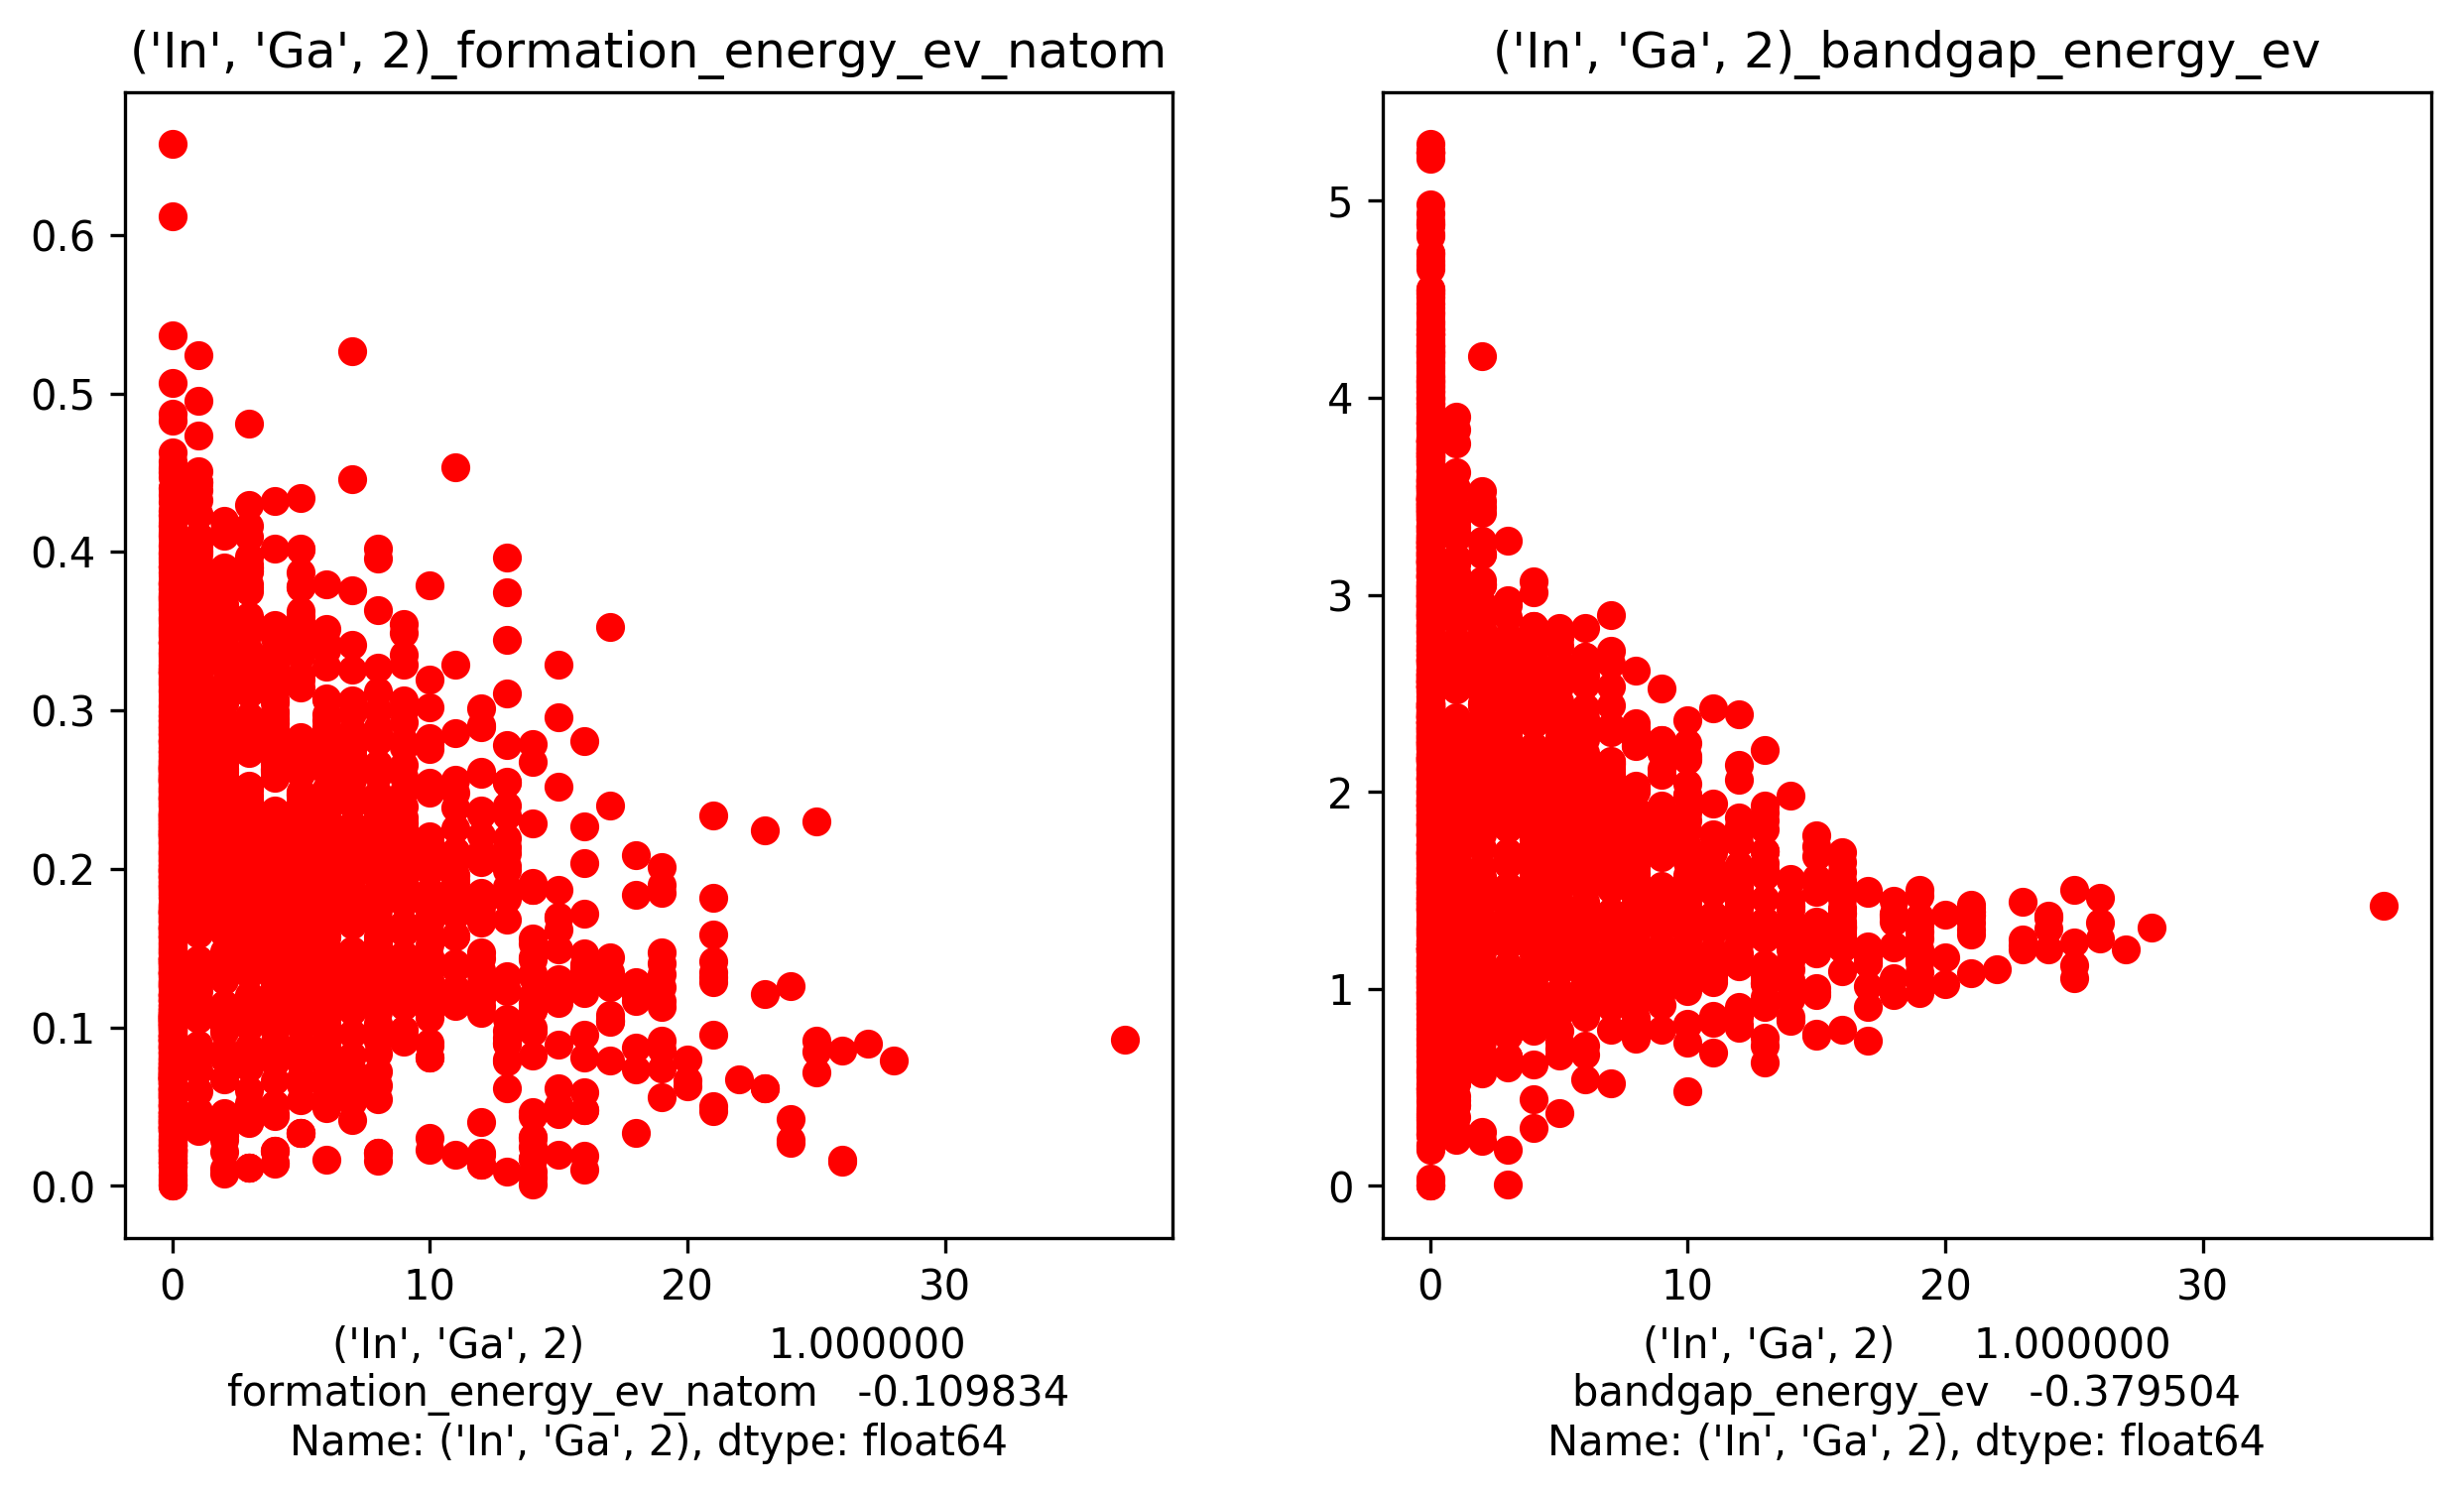 ('In', 'Ga', 2)_formation_energy_ev_natom
0.6
0.5
0.4
0.3
0.2
0.1
0.0
0 10 20 30
('In', 'Ga', 2) 1.000000
formation_energy_ev_natom -0.109834
Name: ('In', 'Ga', 2), dtype: float64
('In', 'Ga', 2)_bandgap_energy_ev
5
4
3
2
1
0
0 10 20 30
('In', 'Ga', 2) 1.000000
bandgap_energy_ev -0.379504
Name: ('In', 'Ga', 2), dtype: float64